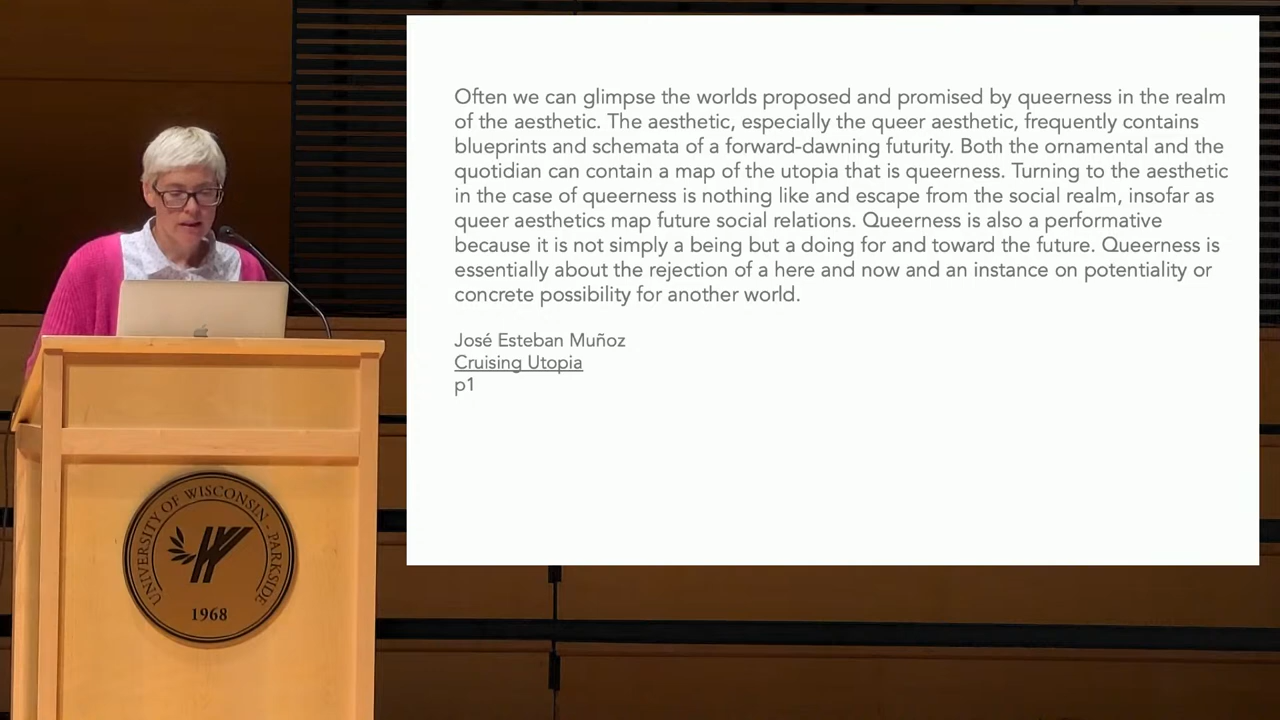 Often we can glimpse the worlds proposed and promised by queerness in the realm
of the aesthetic. The aesthetic, especially the queer aesthetic, frequently contains
blueprints and schemata of a forward-dawning futurity. Both the ornamental and the
quotidian can contain a map of the utopia that is queerness. Turning to the aesthetic
in the case of queerness is nothing like and escape from the social realm, insofar as
queer aesthetics map future social relations. Queerness is also a performative
because it is not simply a being but a doing for and toward the future. Queerness is
essentially about the rejection of a here and now and an instance on potentiality or
concrete possibility for another world.
José Esteban Muñoz
Cruising Utopia
p1
UNIVERSITY OF WISCONSIN - PARKSIDE
1968